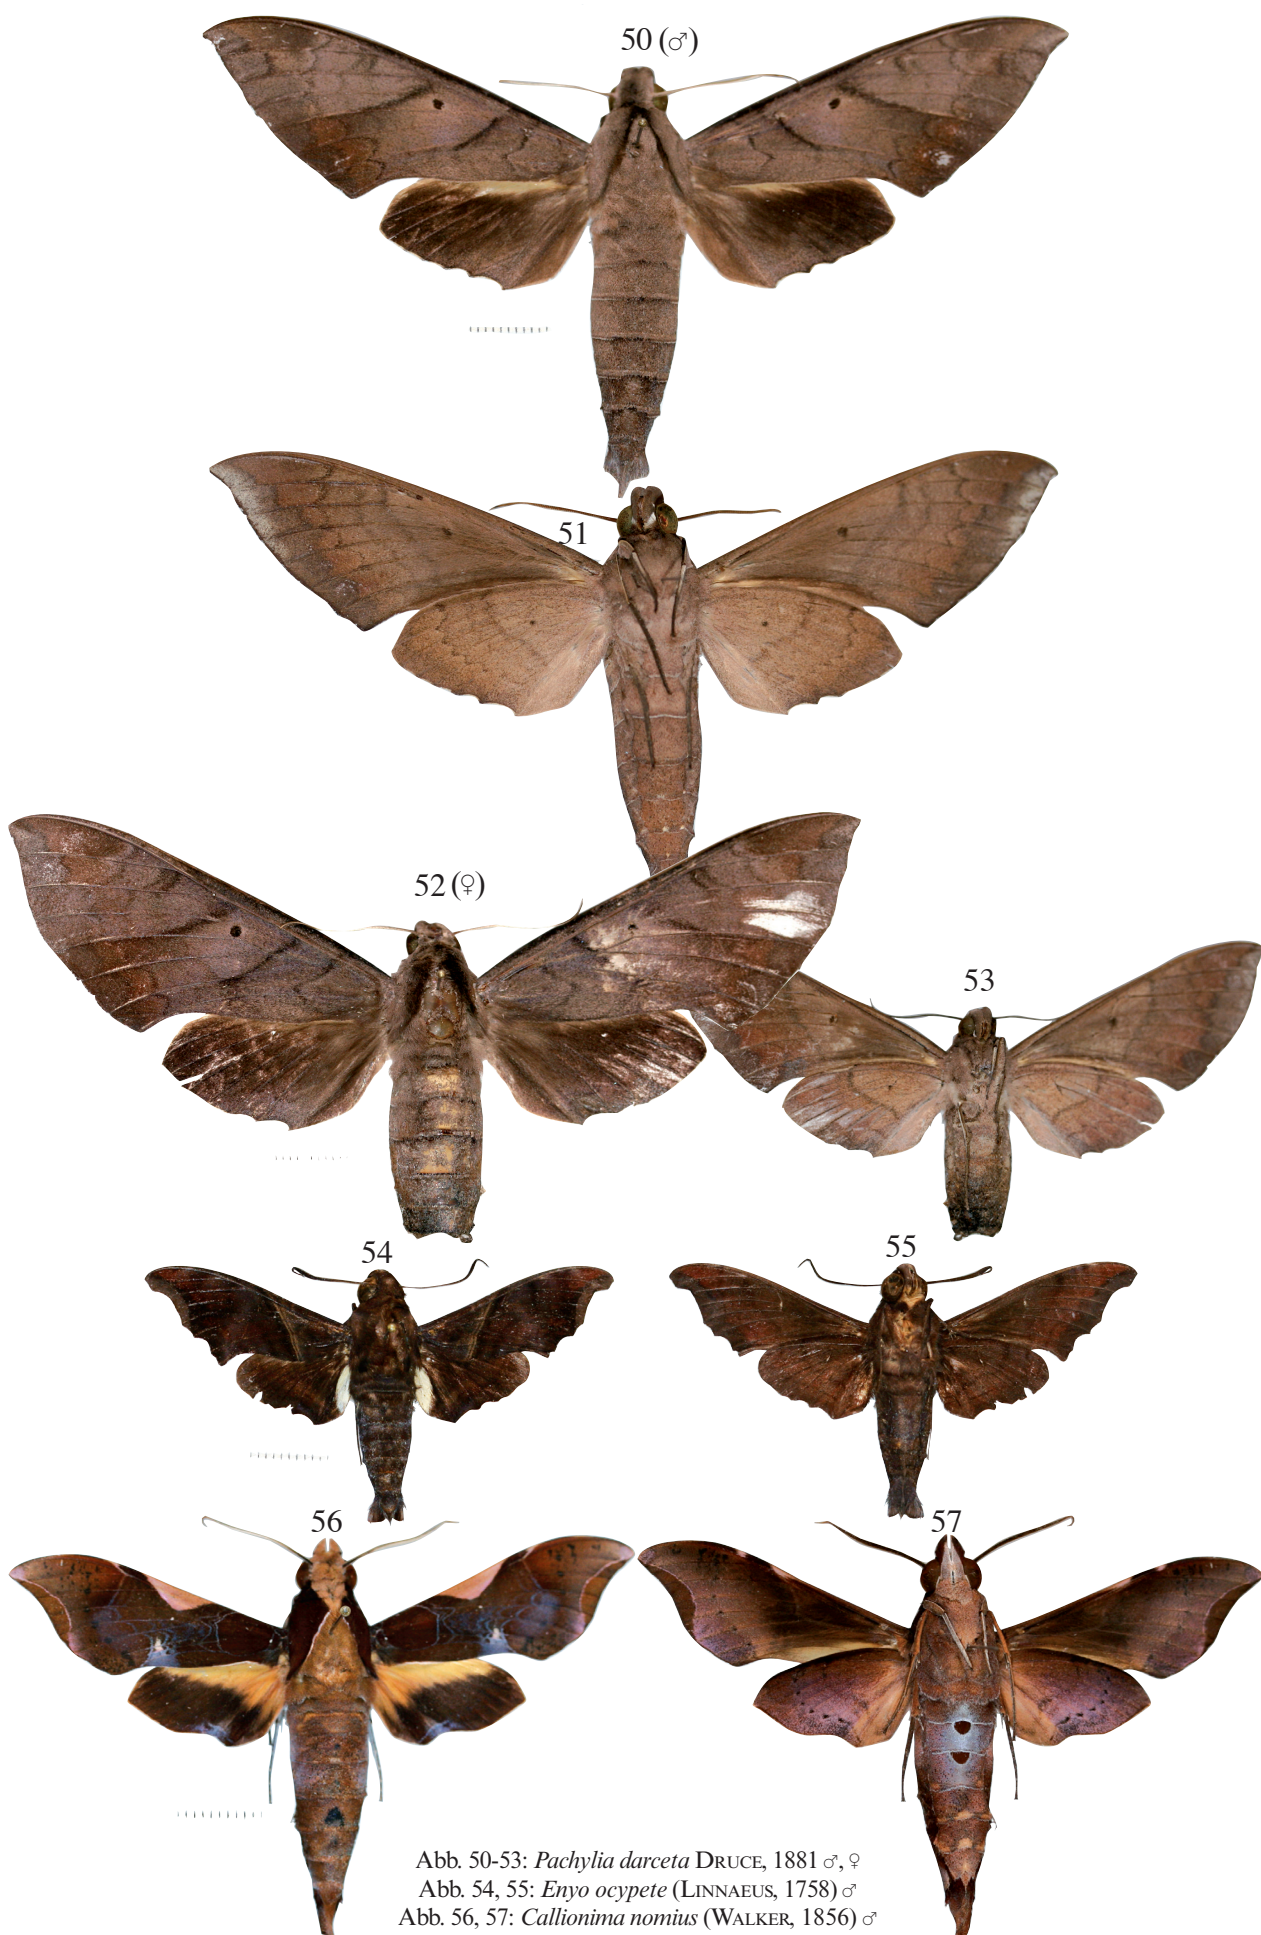 50 (♂)
51
52 (♀)
53
54
55
56
57
Abb. 50-53: Pachylia darceta DRUCE, 1881 ♂, ♀
Abb. 54, 55: Enyo ocypete (LINNAEUS, 1758) ♂
Abb. 56, 57: Callionima nomius (WALKER, 1856) ♂